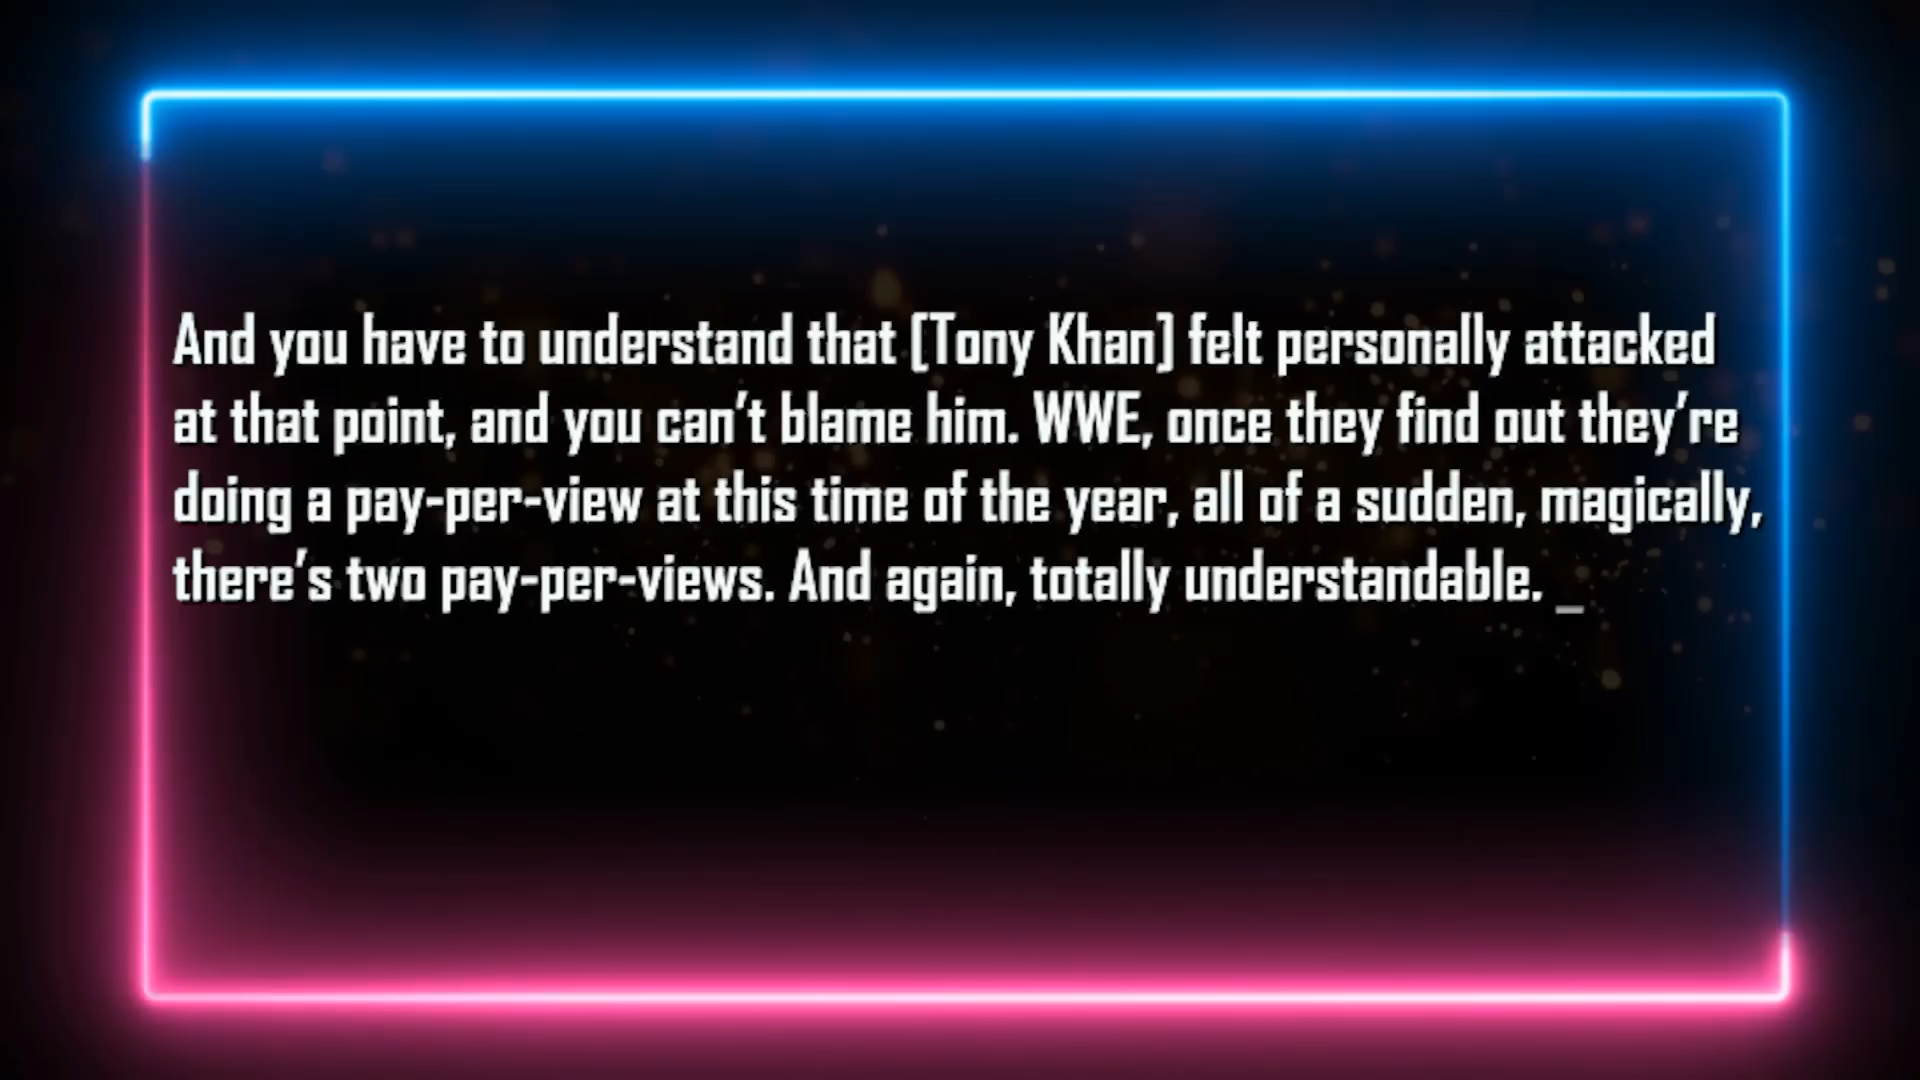 And you have to understand that [Tony Khan] felt personally attacked
at that point, and you can’t blame him. WWE, once they find out they’re
doing a pay-per-view at this time of the year, all of a sudden, magically,
there’s two pay-per-views. And again, totally understandable. _